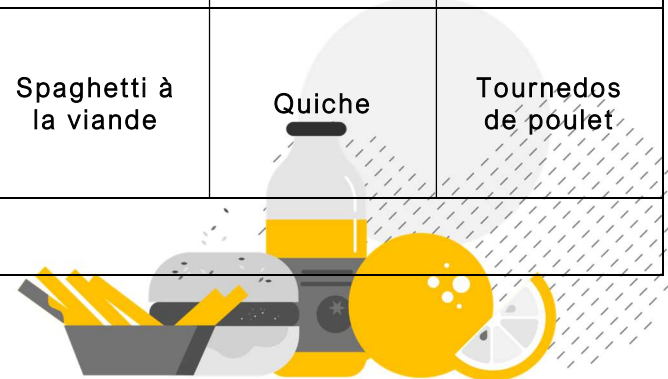 Spaghetti à
la viande
Quiche
Tournedos
de poulet